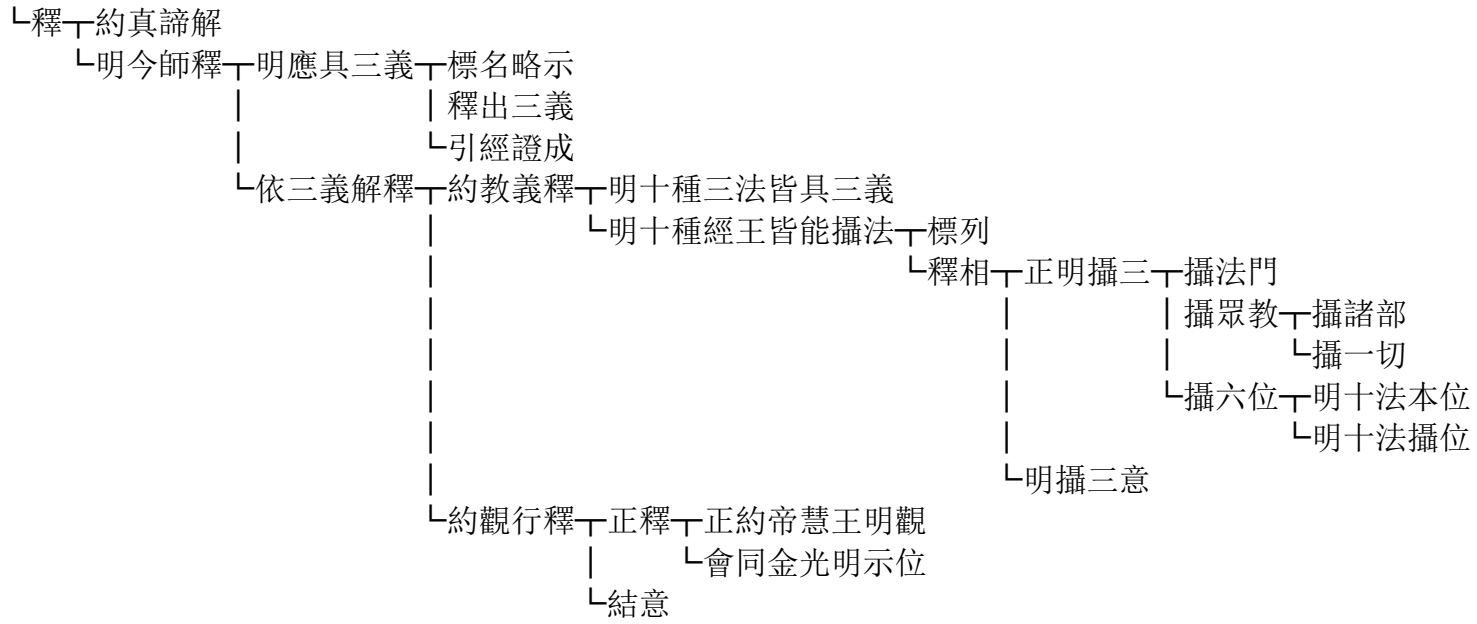 └釋┬約真諦解
└明今師釋┬明應具三義┬標名略示
│ │釋出三義
│ └引經證成
└依三義解釋┬約教義釋┬明十種三法皆具三義
│ └明十種經王皆能攝法┬標列
│ └釋相┬正明攝三┬攝法門
│ │ │攝眾教┬攝諸部
│ │ │ └攝一切
│ │ └攝六位┬明十法本位
│ │ └明十法攝位
│ └明攝三意
└約觀行釋┬正釋┬正約帝慧王明觀
│ └會同金光明示位
└結意